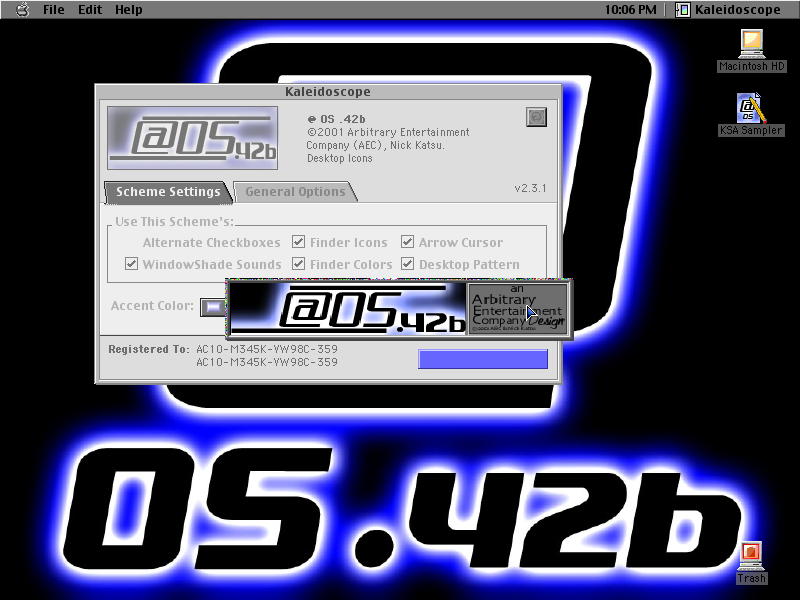 File Edit Help
10:06 PM Kaleidoscope
Macintosh HD
KSA Sampler
Kaleidoscope
@OS.42b
@ OS .42b
©2001 Arbitrary Entertainment
Company (AEC), Nick Katsu.
Desktop Icons
v2.3.1
Scheme Settings General Options
Use This Scheme's:
Alternate Checkboxes Finder Icons Arrow Cursor
WindowShade Sounds Finder Colors Desktop Pattern
Accent Color:
@OS.42b
an
Arbitrary
Entertainment
Company Design
Registered To: AC10-M345K-VW98C-359
AC10-M345K-VW98C-359
OS.42b
Trash